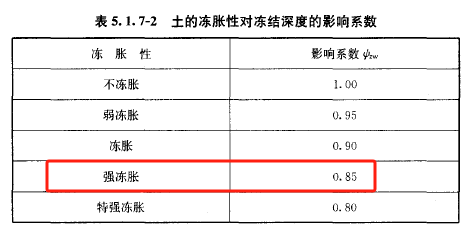 表 5.1.7-2 土的冻胀性对冻结深度的影响系数
冻 胀 性 影响系数 ψzw
不冻胀 1.00
弱冻胀 0.95
冻胀 0.90
强冻胀 0.85
特强冻胀 0.80